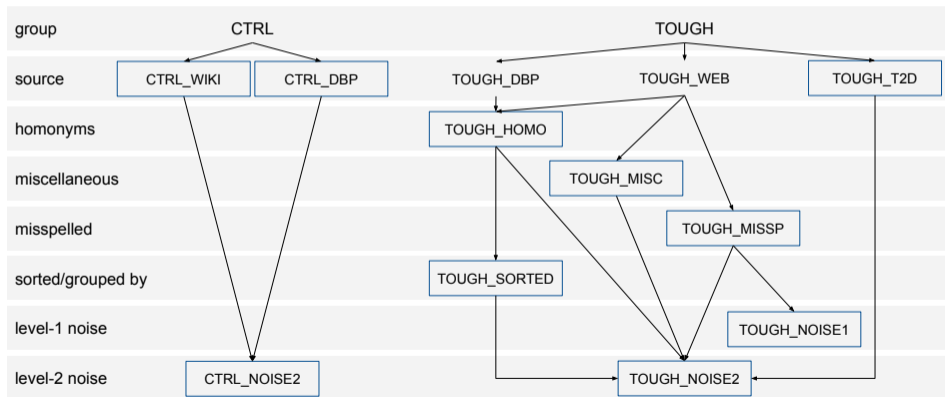 group CTRL TOUGH
source CTRL_WIKI CTRL_DBP TOUGH_DBP TOUGH_WEB TOUGH_T2D
homonyms TOUGH_HOMO
miscellaneous TOUGH_MISC
misspelled TOUGH_MISSP
sorted/grouped by TOUGH_SORTED
level-1 noise TOUGH_NOISE1
level-2 noise CTRL_NOISE2 TOUGH_NOISE2